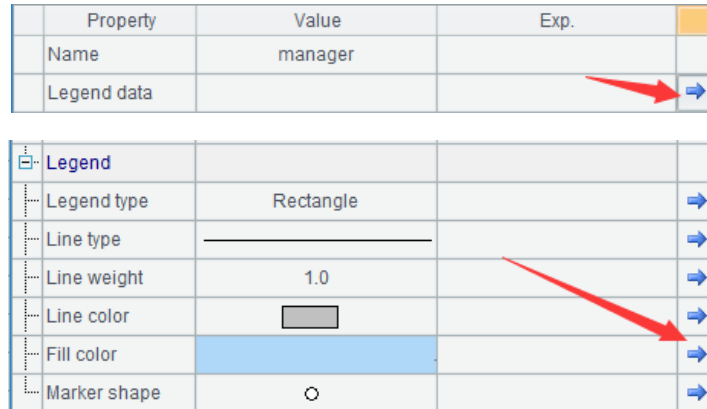 Property Value Exp.
Name manager
Legend data
Legend
Legend type Rectangle
Line type
Line weight 1.0
Line color
Fill color
Marker shape